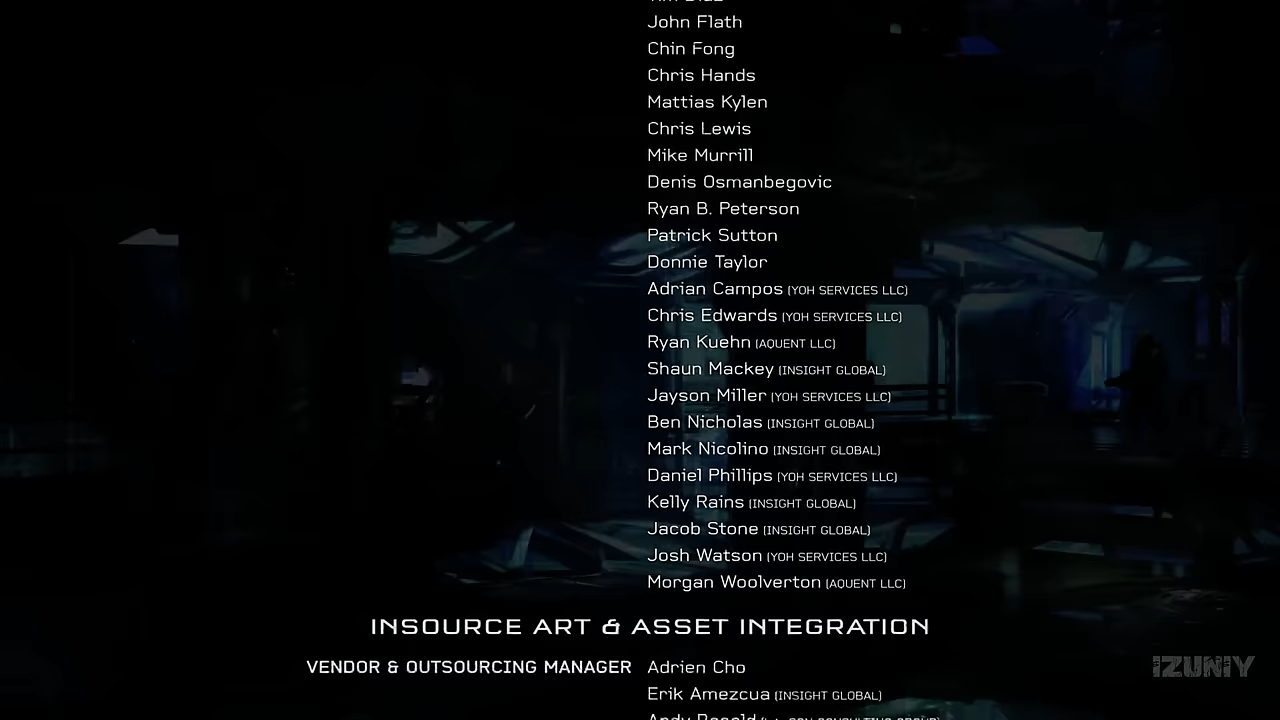 John Flath
Chin Fong
Chris Hands
Mattias Kylen
Chris Lewis
Mike Murrill
Denis Osmanbegovic
Ryan B. Peterson
Patrick Sutton
Donnie Taylor
Adrian Campos (YOH SERVICES LLC)
Chris Edwards (YOH SERVICES LLC)
Ryan Kuehn (AQUENT LLC)
Shaun Mackey (INSIGHT GLOBAL)
Jayson Miller (YOH SERVICES LLC)
Ben Nicholas (INSIGHT GLOBAL)
Mark Nicolino (INSIGHT GLOBAL)
Daniel Phillips (YOH SERVICES LLC)
Kelly Rains (INSIGHT GLOBAL)
Jacob Stone (INSIGHT GLOBAL)
Josh Watson (YOH SERVICES LLC)
Morgan Woolverton (AQUENT LLC)
INSOURCE ART & ASSET INTEGRATION
VENDOR & OUTSOURCING MANAGER Adrien Cho
Erik Amezcua (INSIGHT GLOBAL)
IZUNIY